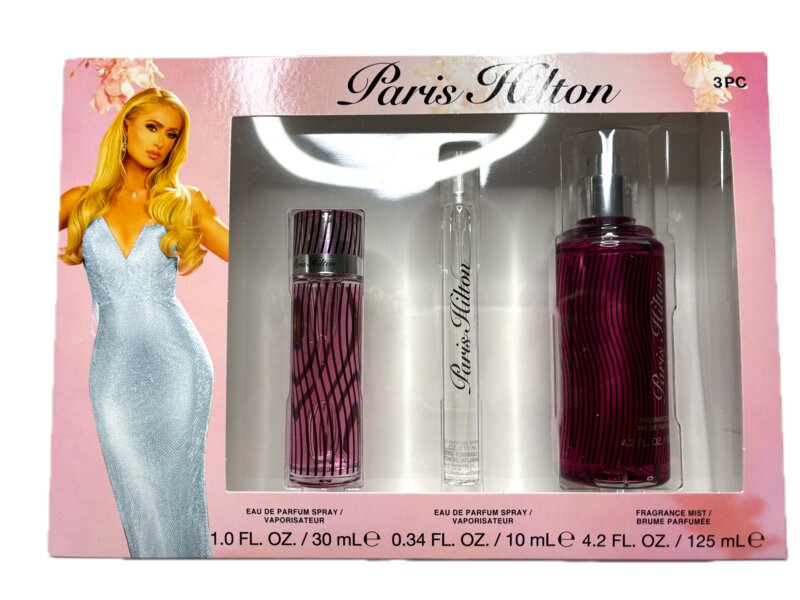 Paris Hilton
3PC
Paris Hilton
Paris Hilton
Paris Hilton
4.2 FL. OZ.
EAU DE PARFUM SPRAY /
VAPORISATEUR
1.0 FL. OZ. / 30 mL℮
EAU DE PARFUM SPRAY /
VAPORISATEUR
0.34 FL. OZ. / 10 mL℮
FRAGRANCE MIST /
BRUME PARFUMÉE
4.2 FL. OZ. / 125 mL℮